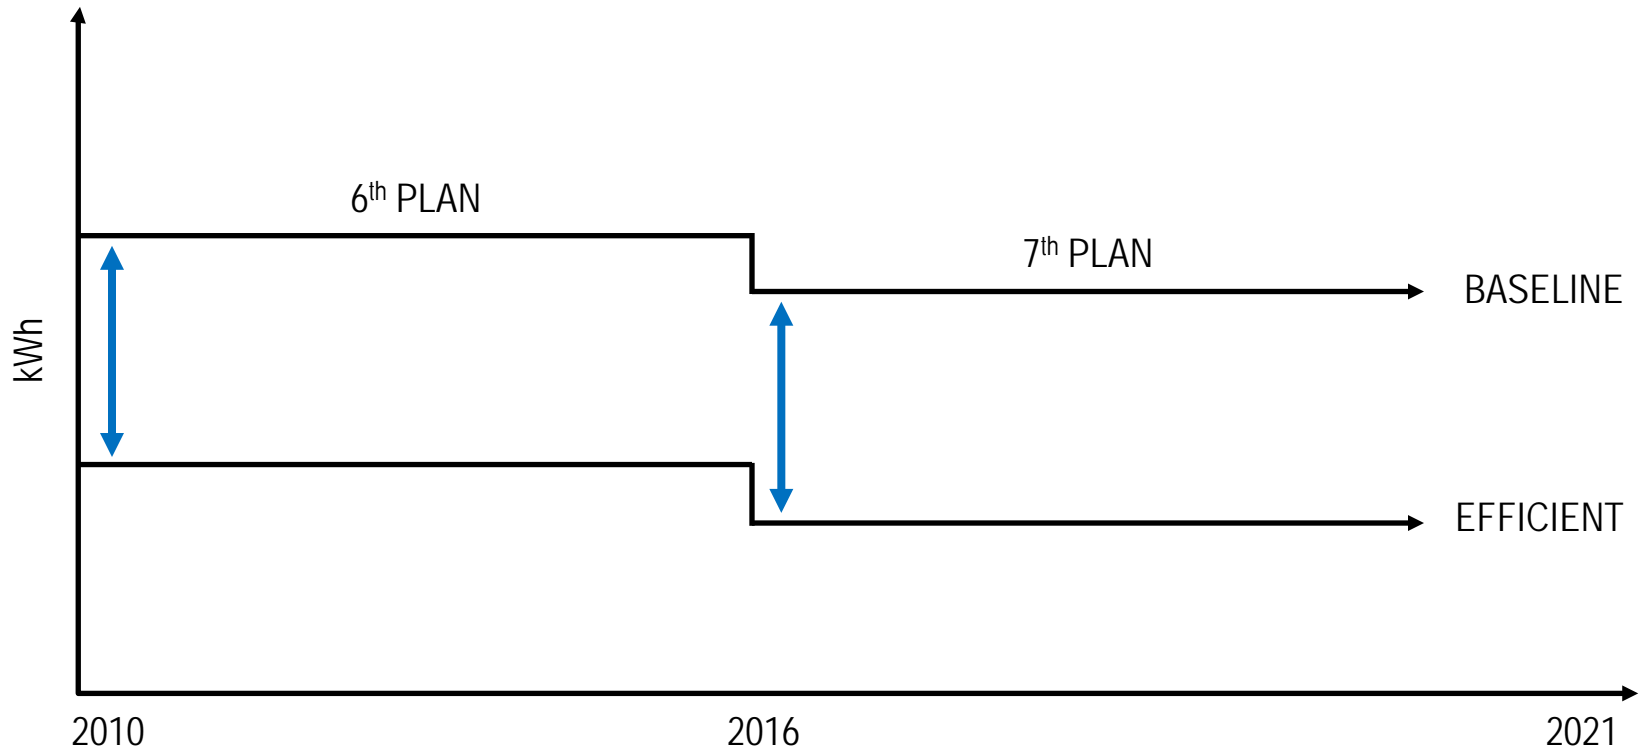 6th PLAN
7th PLAN
BASELINE
kWh
EFFICIENT
2010 2016 2021